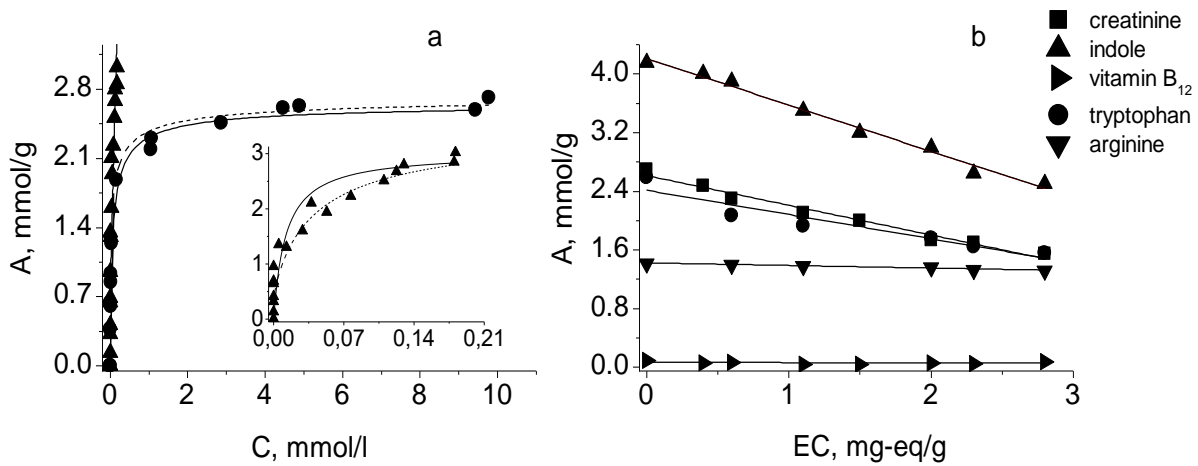 a
A, mmol/g
2.8
2.1
1.4
0.7
0.0
0 2 4 6 8 10
C, mmol/l
3
2
1
0
0,00 0,07 0,14 0,21
b
A, mmol/g
4.0
3.2
2.4
1.6
0.8
0.0
0 1 2 3
EC, mg-eq/g
creatinine
indole
vitamin B12
tryptophan
arginine